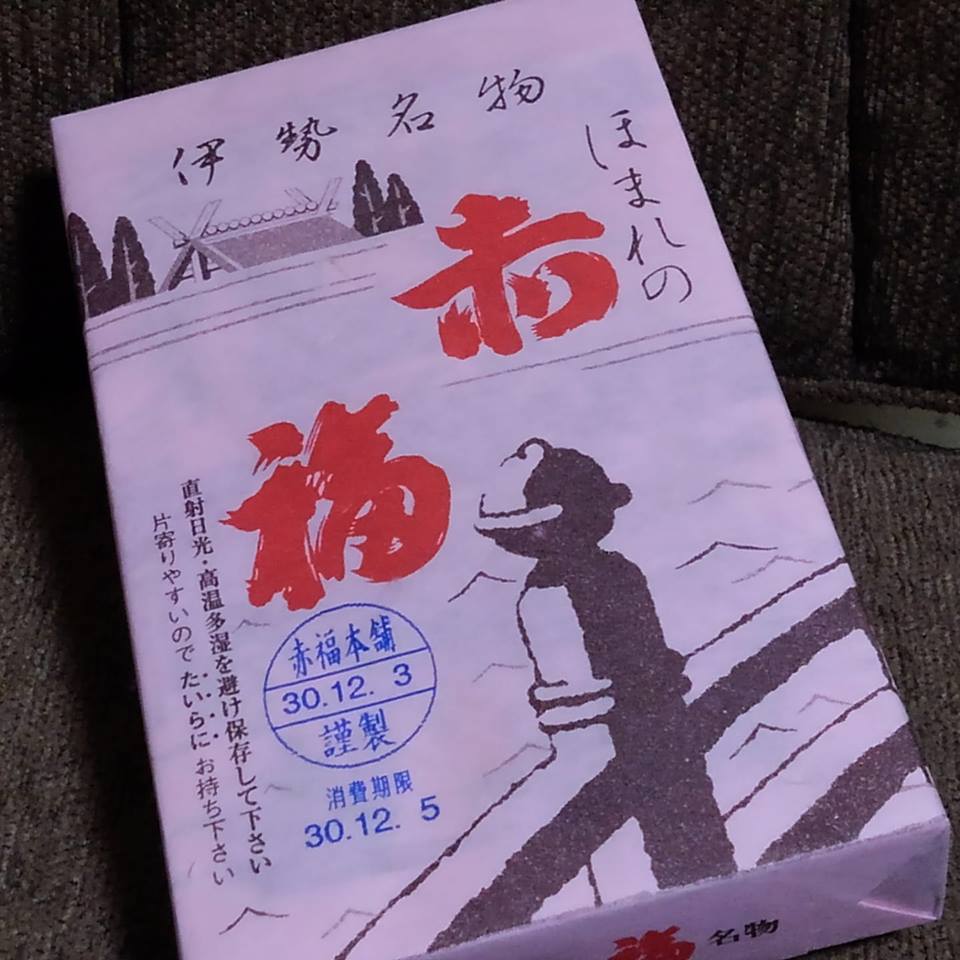 伊勢名物
ほまれの
赤
福
直射日光・高温多湿を避け保存して下さい
片寄りやすいので たいらに お持ち下さい
赤福本舗
30.12. 3
謹製
消費期限
30.12. 5
福 名物